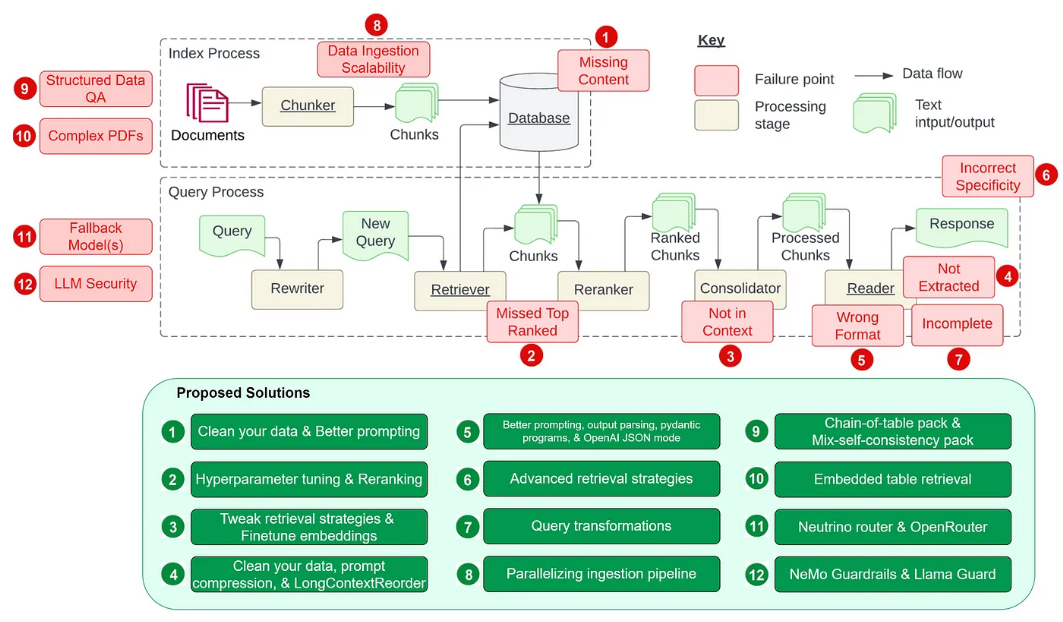 8
Data Ingestion
Scalability
1
Missing
Content
Key
Failure point
Data flow
Processing
stage
Text
intput/output
Index Process
9
Structured Data
QA
10
Complex PDFs
Documents
Chunker
Chunks
Database
Query Process
Incorrect
Specificity
6
11
Fallback
Model(s)
12
LLM Security
Query
Rewriter
New
Query
Retriever
Missed Top
Ranked
2
Chunks
Reranker
Ranked
Chunks
Consolidator
Not in
Context
3
Processed
Chunks
Reader
Response
Not
Extracted
4
Wrong
Format
5
Incomplete
7
Proposed Solutions
1
Clean your data & Better prompting
2
Hyperparameter tuning & Reranking
3
Tweak retrieval strategies &
Finetune embeddings
4
Clean your data, prompt
compression, & LongContextReorder
5
Better prompting, output parsing, pydantic
programs, & OpenAI JSON mode
6
Advanced retrieval strategies
7
Query transformations
8
Parallelizing ingestion pipeline
9
Chain-of-table pack &
Mix-self-consistency pack
10
Embedded table retrieval
11
Neutrino router & OpenRouter
12
NeMo Guardrails & Llama Guard